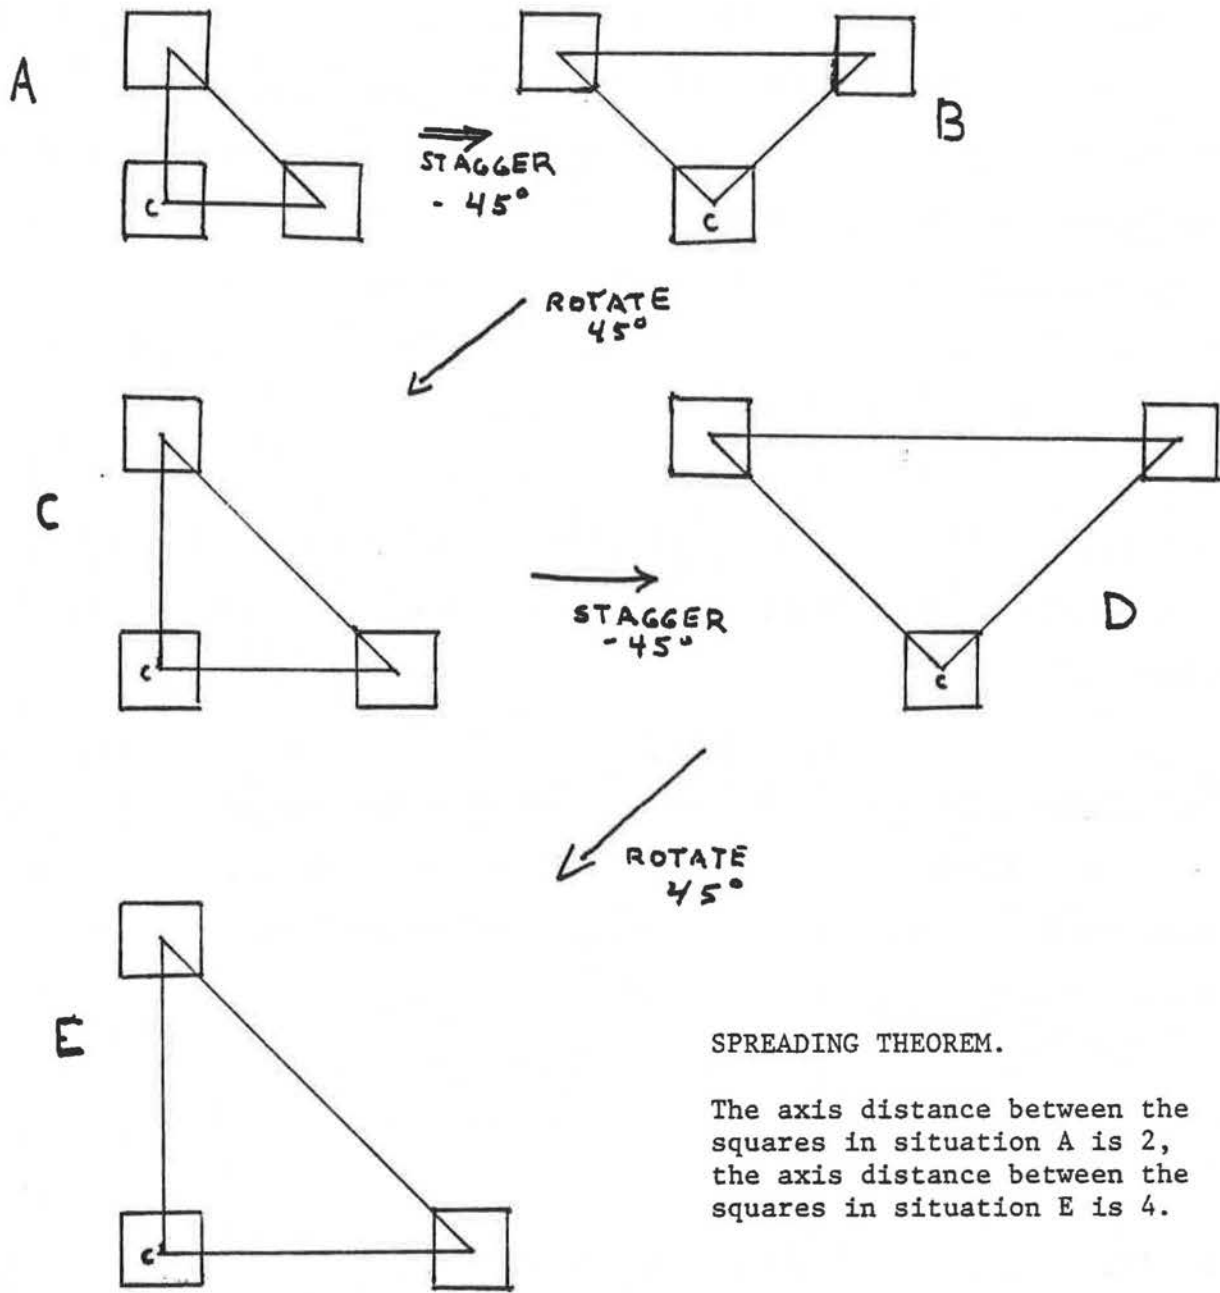 A
C
STAGGER
- 45°
C
B
ROTATE
45°
C
C
STAGGER
- 45°
C
D
ROTATE
45°
E
C
SPREADING THEOREM.
The axis distance between the
squares in situation A is 2,
the axis distance between the
squares in situation E is 4.